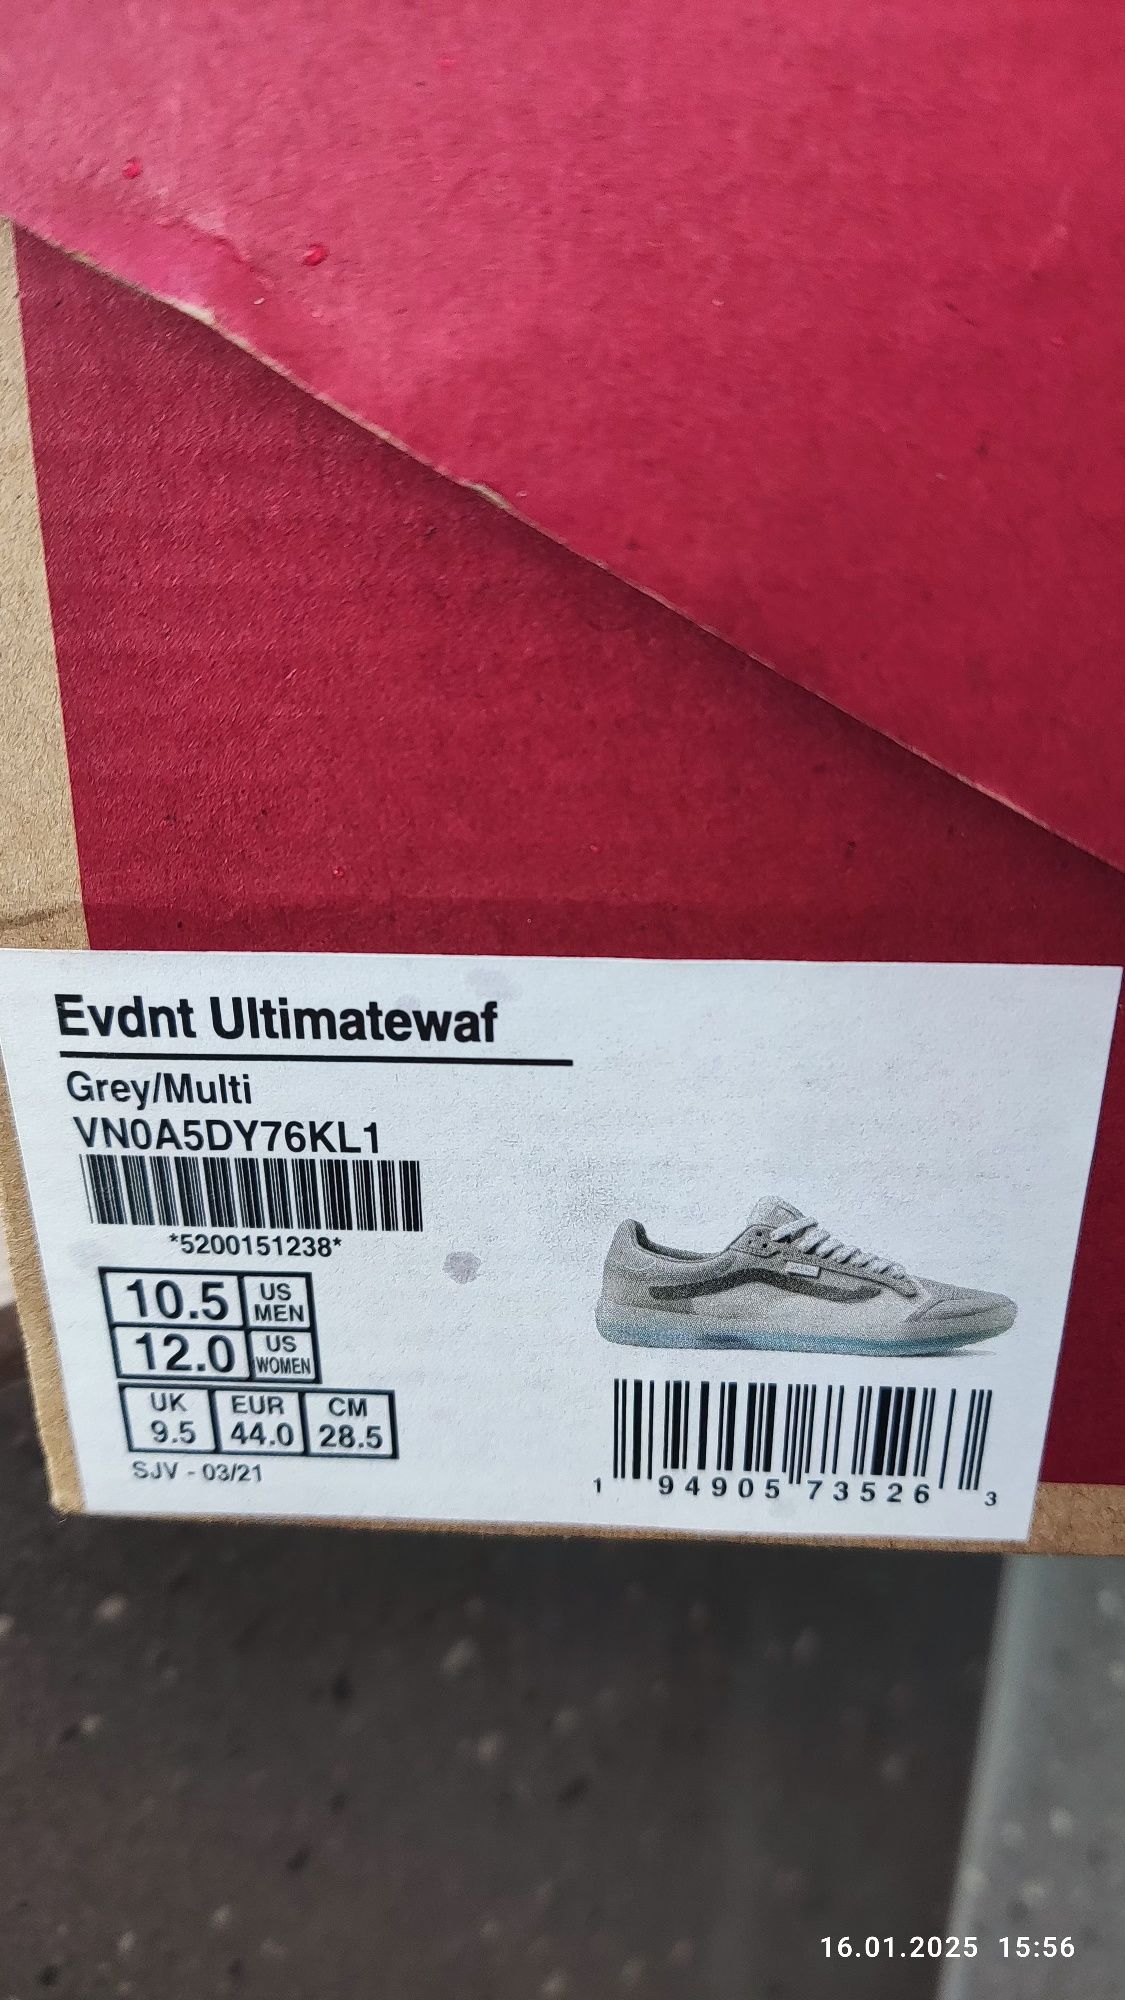 Evdnt Ultimatewaf
Grey/Multi
VN0A5DY76KL1
*5200151238*
10.5 US MEN
12.0 US WOMEN
UK EUR CM
9.5 44.0 28.5
SJV - 03/21
1 94905 73526 3
16.01.2025 15:56